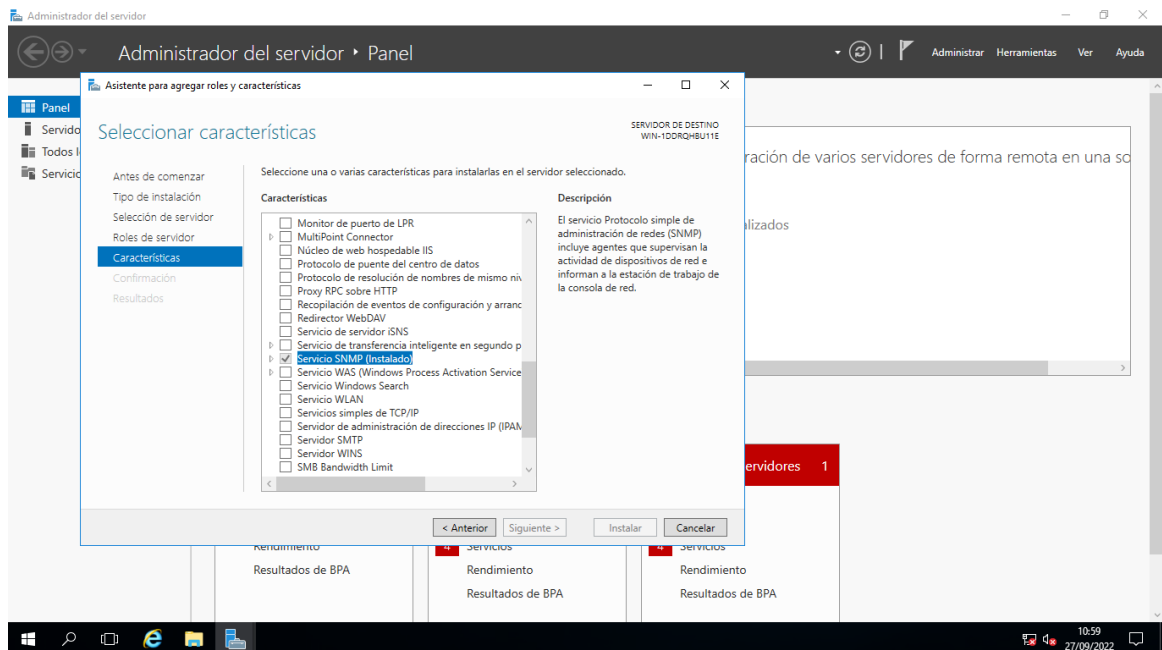 Administrador del servidor
Administrador del servidor • Panel
Administrar Herramientas Ver Ayuda
Asistente para agregar roles y características
Panel
Servido
Todos l
Servicio
Seleccionar características
SERVIDOR DE DESTINO
WIN-1DDRQHBU11E
ración de varios servidores de forma remota en una so
lizados
Antes de comenzar
Tipo de instalación
Selección de servidor
Roles de servidor
Características
Confirmación
Resultados
Seleccione una o varias características para instalarlas en el servidor seleccionado.
Características
Monitor de puerto de LPR
MultiPoint Connector
Núcleo de web hospedable IIS
Protocolo de puente del centro de datos
Protocolo de resolución de nombres de mismo niv
Proxy RPC sobre HTTP
Recopilación de eventos de configuración y arranc
Redirector WebDAV
Servicio de servidor iSNS
Servicio de transferencia inteligente en segundo p
Servicio SNMP (Instalado)
Servicio WAS (Windows Process Activation Service
Servicio Windows Search
Servicio WLAN
Servicios simples de TCP/IP
Servidor de administración de direcciones IP (IPAM
Servidor SMTP
Servidor WINS
SMB Bandwidth Limit
Descripción
El servicio Protocolo simple de
administración de redes (SNMP)
incluye agentes que supervisan la
actividad de dispositivos de red e
informan a la estación de trabajo de
la consola de red.
< Anterior Siguiente > Instalar Cancelar
ervidores 1
Rendimiento
Resultados de BPA
4 Servicios
Rendimiento
Resultados de BPA
4 Servicios
Rendimiento
Resultados de BPA
10:59
27/09/2022